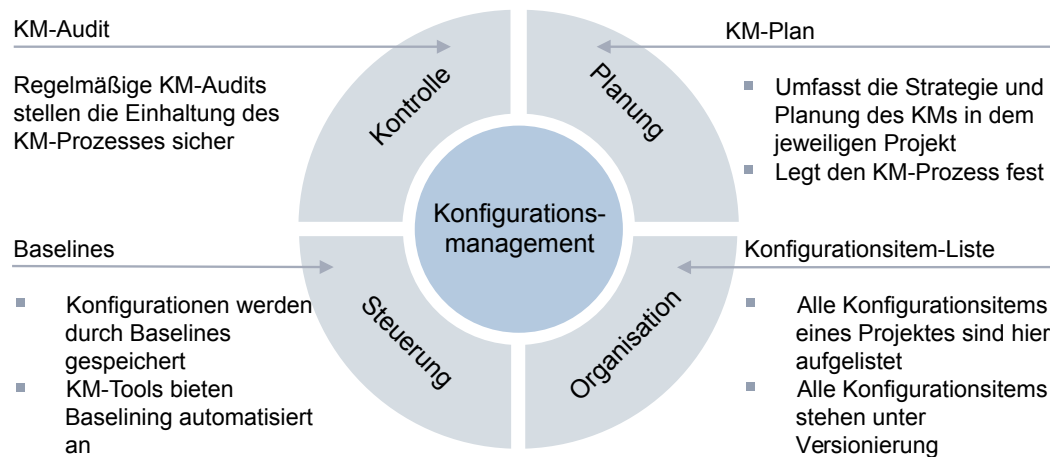 KM-Audit
Regelmäßige KM-Audits
stellen die Einhaltung des
KM-Prozesses sicher
Kontrolle
Planung
KM-Plan
Umfasst die Strategie und
Planung des KMs in dem
jeweiligen Projekt
Legt den KM-Prozess fest
Konfigurations-
management
Baselines
Konfigurationen werden
durch Baselines
gespeichert
KM-Tools bieten
Baselining automatisiert
an
Steuerung
Organisation
Konfigurationsitem-Liste
Alle Konfigurationsitems
eines Projektes sind hier
aufgelistet
Alle Konfigurationsitems
stehen unter
Versionierung